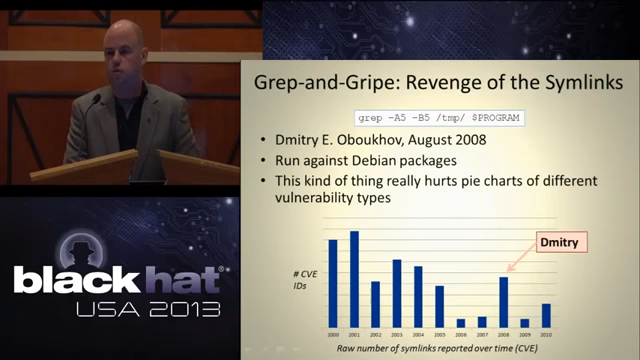 Grep-and-Gripe: Revenge of the Symlinks
grep -A5 -B5 /tmp/ $PROGRAM
• Dmitry E. Oboukhov, August 2008
• Run against Debian packages
• This kind of thing really hurts pie charts of different
vulnerability types
Dmitry
# CVE
IDs
2000 2001 2002 2003 2004 2005 2006 2007 2008 2009 2010
Raw number of symlinks reported over time (CVE)
black hat
USA 2013